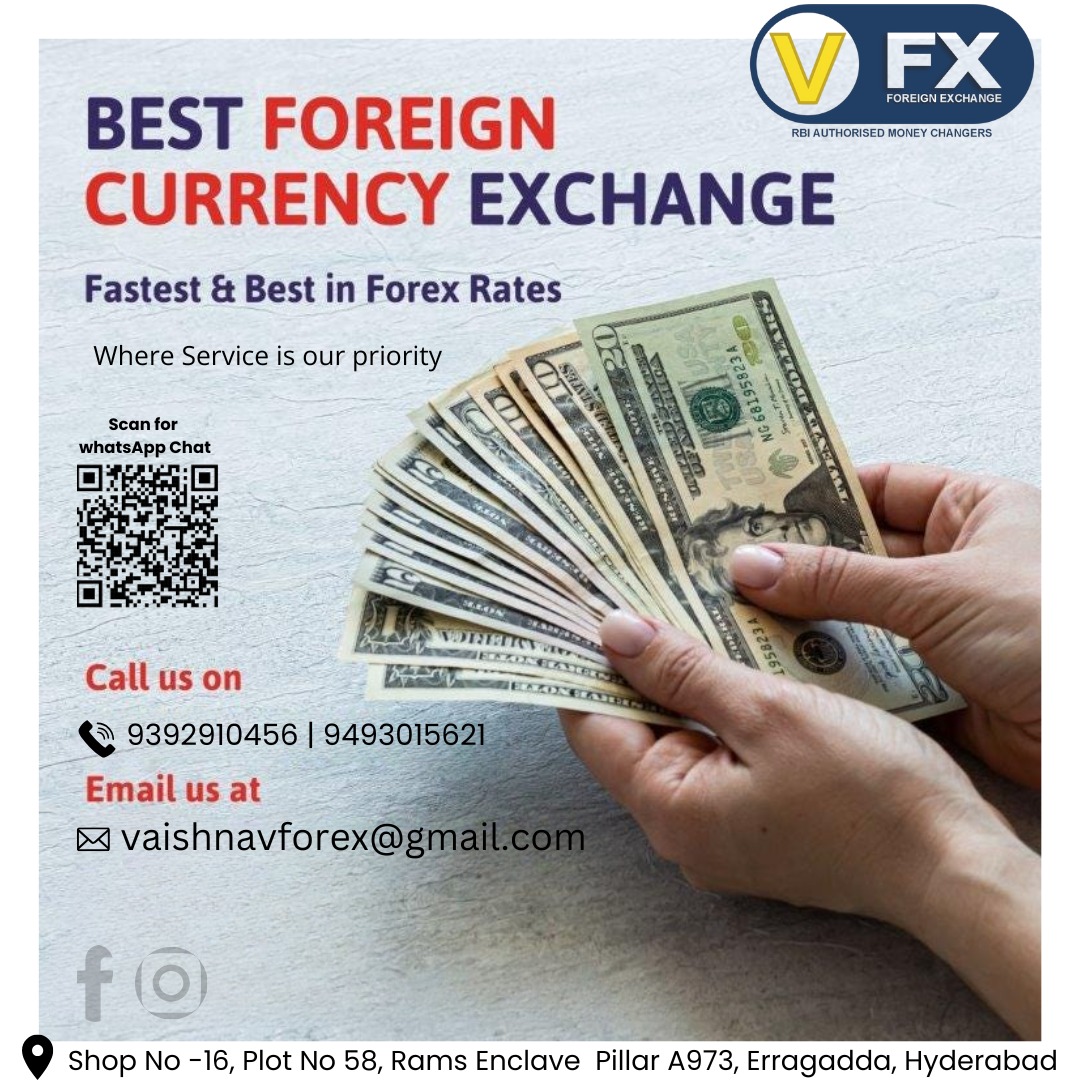 V FX
FOREIGN EXCHANGE
RBI AUTHORISED MONEY CHANGERS
BEST FOREIGN
CURRENCY EXCHANGE
Fastest & Best in Forex Rates
Where Service is our priority
Scan for
whatsApp Chat
Call us on
9392910456 | 9493015621
Email us at
vaishnavforex@gmail.com
Shop No -16, Plot No 58, Rams Enclave Pillar A973, Erragadda, Hyderabad